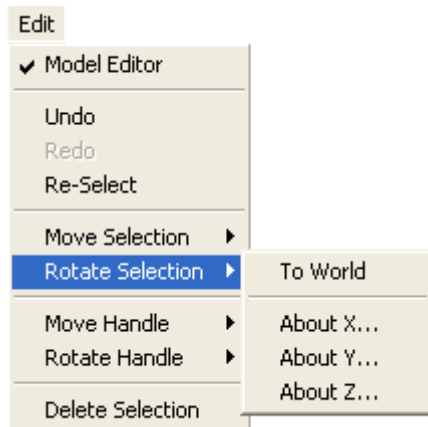 Edit
Model Editor
Undo
Redo
Re-Select
Move Selection
Rotate Selection
To World
Move Handle
About X...
Rotate Handle
About Y...
About Z...
Delete Selection